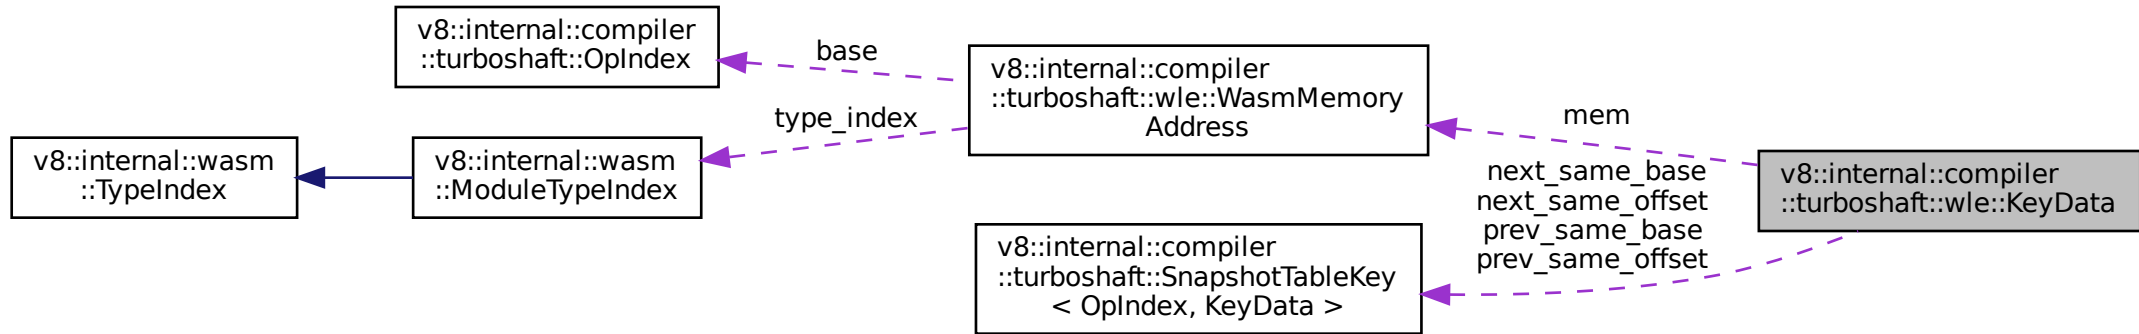 v8::internal::compiler
::turboshaft::OpIndex
base
v8::internal::compiler
::turboshaft::wle::WasmMemory
Address
type_index
v8::internal::wasm
::TypeIndex
v8::internal::wasm
::ModuleTypeIndex
mem
next_same_base
next_same_offset
prev_same_base
prev_same_offset
v8::internal::compiler
::turboshaft::wle::KeyData
v8::internal::compiler
::turboshaft::SnapshotTableKey
< OpIndex, KeyData >